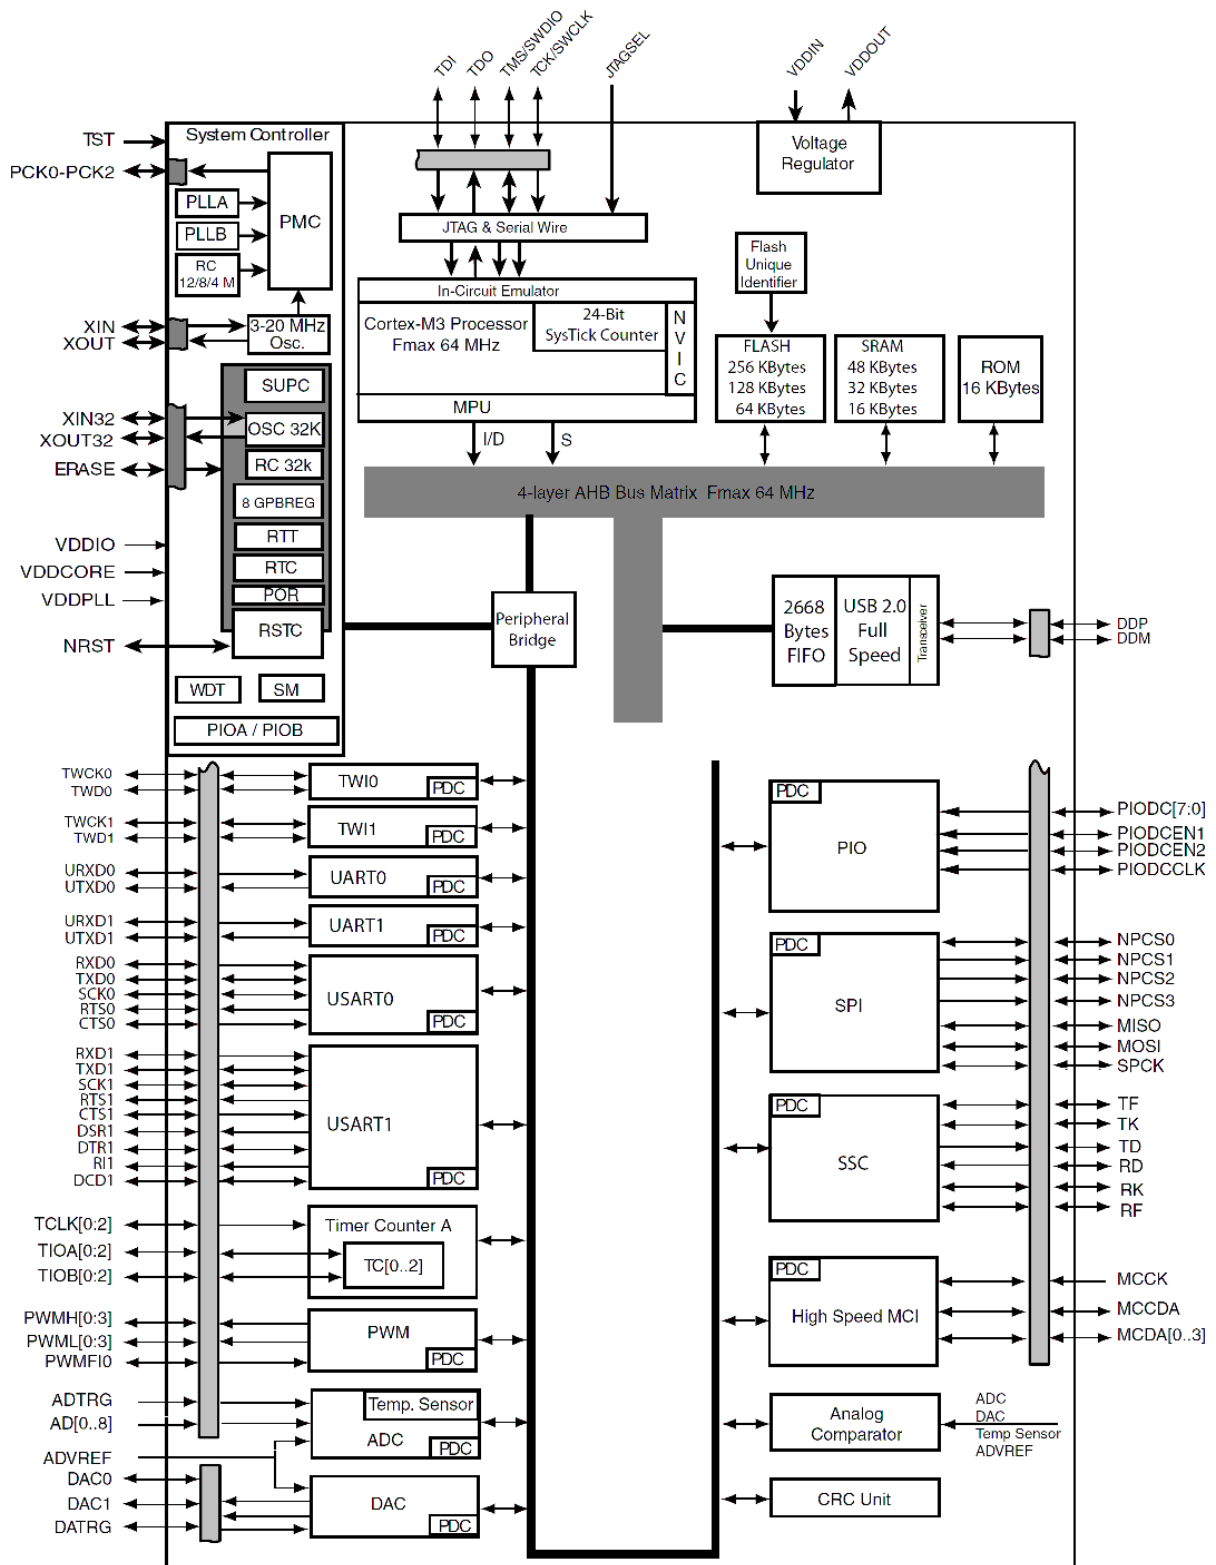 TDI
TDO
TMS/SWDIO
TCK/SWCLK
JTAGSEL
VDDIN
VDDOUT
TST
PCK0-PCK2
System Controller
PLLA
PLLB
RC
12/8/4 M
PMC
XIN
XOUT
3-20 MHz
Osc.
SUPC
XIN32
XOUT32
ERASE
OSC 32K
RC 32k
8 GPBREG
RTT
RTC
POR
RSTC
VDDIO
VDDCORE
VDDPLL
NRST
WDT
SM
PIOA / PIOB
Voltage
Regulator
JTAG & Serial Wire
In-Circuit Emulator
Cortex-M3 Processor
Fmax 64 MHz
24-Bit
SysTick Counter
N
V
I
C
MPU
I/D
S
Flash
Unique
Identifier
FLASH
256 KBytes
128 KBytes
64 KBytes
SRAM
48 KBytes
32 KBytes
16 KBytes
ROM
16 KBytes
4-layer AHB Bus Matrix Fmax 64 MHz
Peripheral
Bridge
2668
Bytes
FIFO
USB 2.0
Full
Speed
Transceiver
DDP
DDM
TWCK0
TWD0
TWI0
PDC
TWCK1
TWD1
TWI1
PDC
URXD0
UTXD0
UART0
PDC
URXD1
UTXD1
UART1
PDC
RXD0
TXD0
SCK0
RTS0
CTS0
USART0
PDC
RXD1
TXD1
SCK1
RTS1
CTS1
DSR1
DTR1
RI1
DCD1
USART1
PDC
TCLK[0:2]
TIOA[0:2]
TIOB[0:2]
Timer Counter A
TC[0..2]
PWMH[0:3]
PWML[0:3]
PWMFI0
PWM
PDC
ADTRG
AD[0..8]
ADVREF
Temp. Sensor
ADC
PDC
DAC0
DAC1
DATRG
DAC
PDC
PDC
PIO
PIODC[7:0]
PIODCEN1
PIODCEN2
PIODCCLK
PDC
SPI
NPCS0
NPCS1
NPCS2
NPCS3
MISO
MOSI
SPCK
PDC
SSC
TF
TK
TD
RD
RK
RF
PDC
High Speed MCI
MCCK
MCCDA
MCDA[0..3]
Analog
Comparator
ADC
DAC
Temp Sensor
ADVREF
CRC Unit